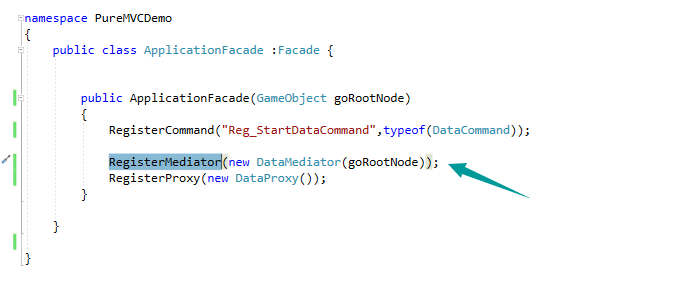 namespace PureMVCDemo
{
public class ApplicationFacade :Facade {
public ApplicationFacade(GameObject goRootNode)
{
RegisterCommand("Reg_StartDataCommand",typeof(DataCommand));
RegisterMediator(new DataMediator(goRootNode));
RegisterProxy(new DataProxy());
}
}
}